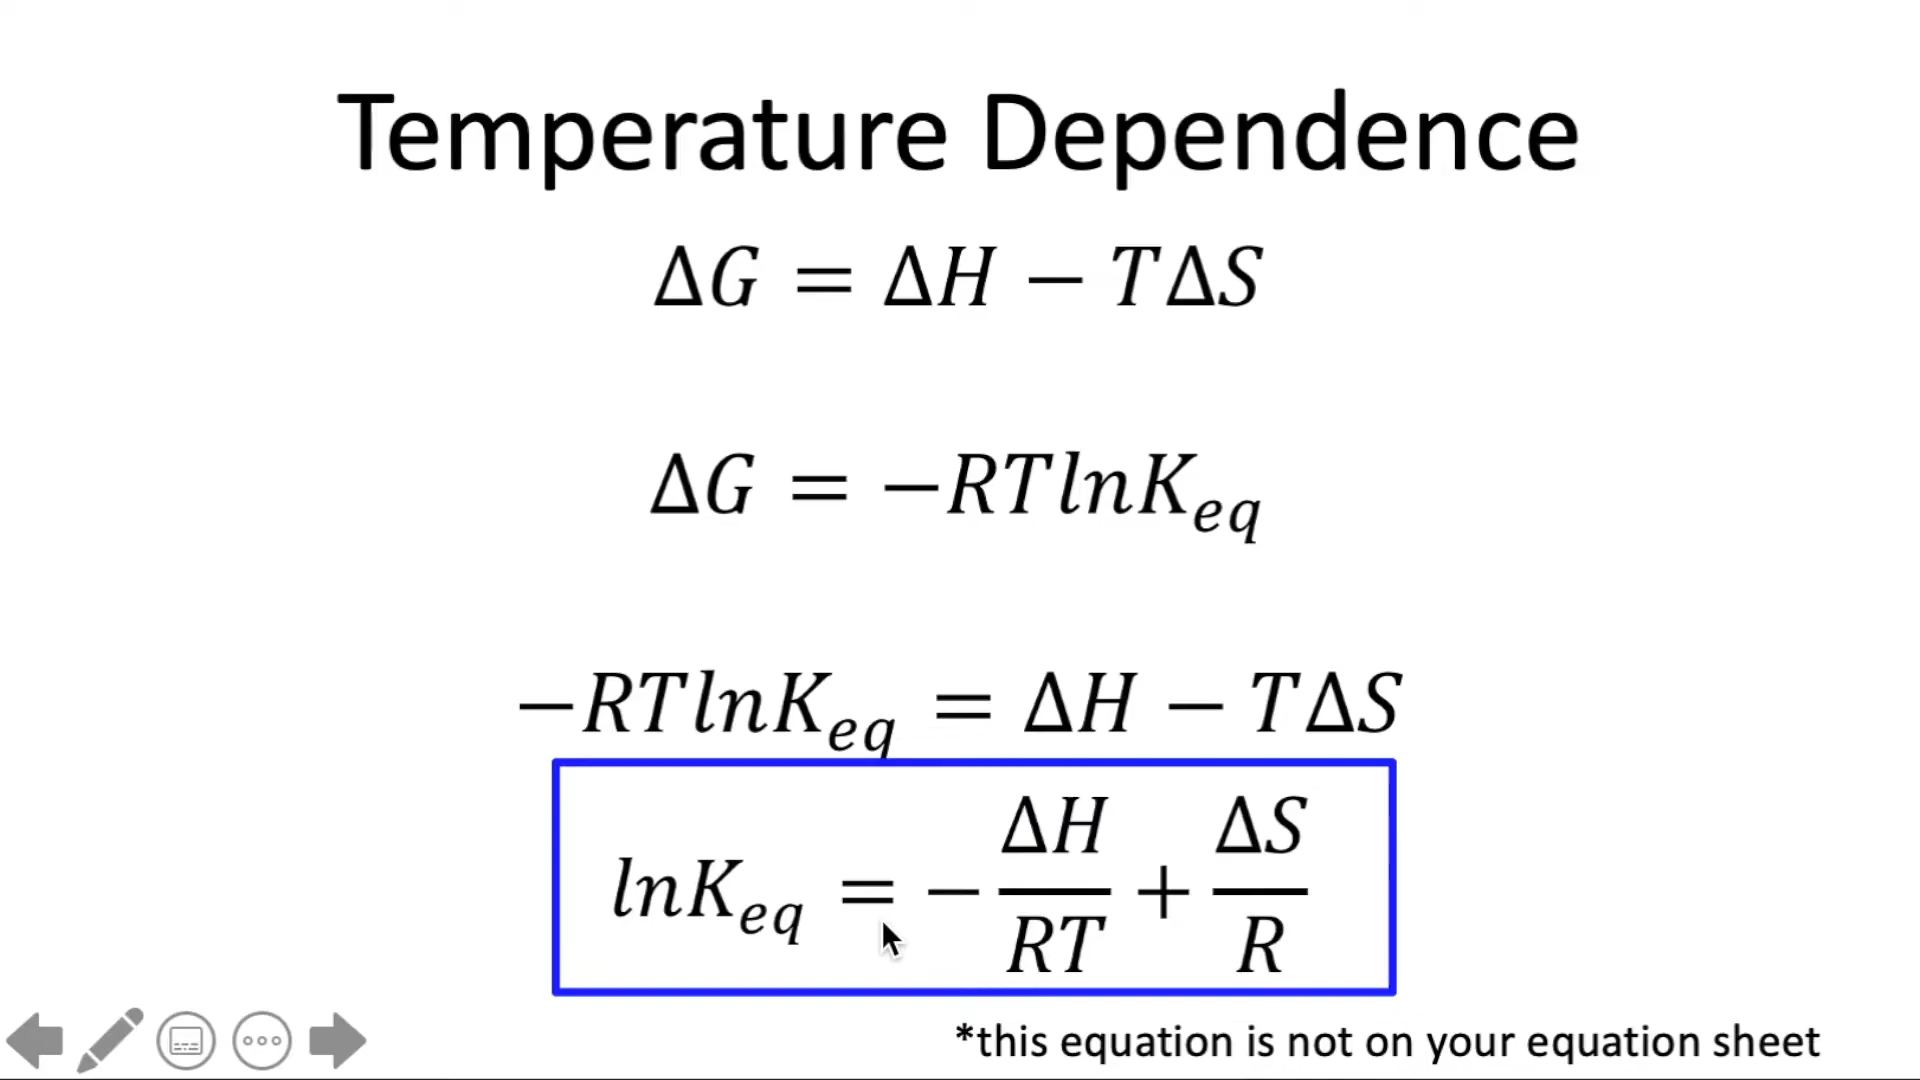 Temperature Dependence
ΔG = ΔH − TΔS
ΔG = −RTlnK_eq
−RTlnK_eq = ΔH − TΔS
lnK_eq = −ΔH/RT + ΔS/R
*this equation is not on your equation sheet